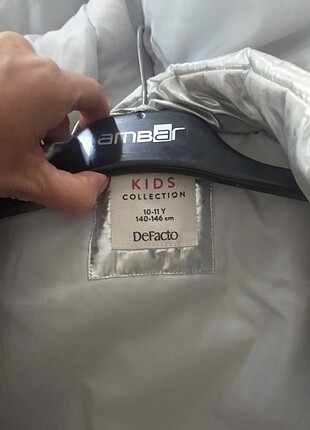 ambar
KIDS
COLLECTION
10-11 Y
140-146 cm
DeFacto